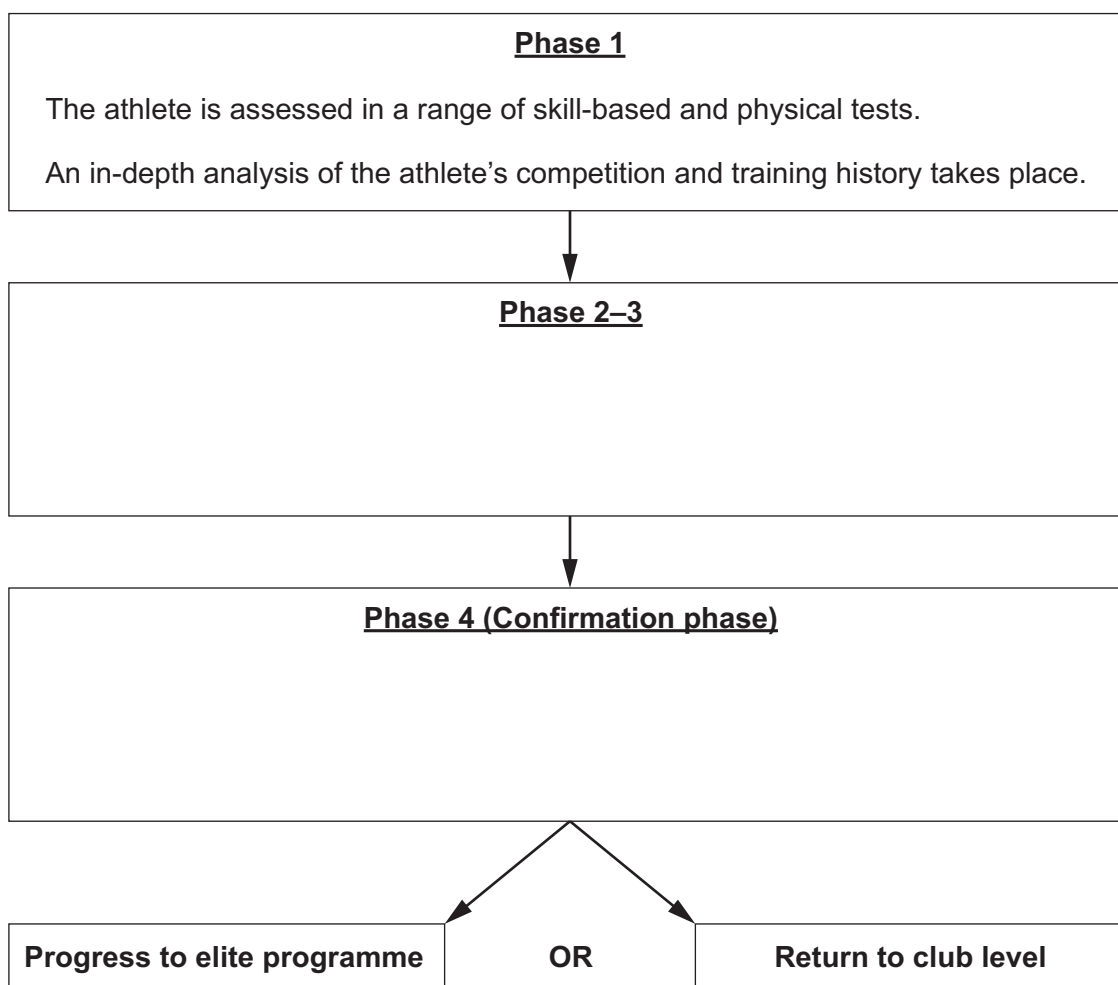 Phase 1
The athlete is assessed in a range of skill-based and physical tests.
An in-depth analysis of the athlete’s competition and training history takes place.
Phase 2–3
Phase 4 (Confirmation phase)
Progress to elite programme OR Return to club level